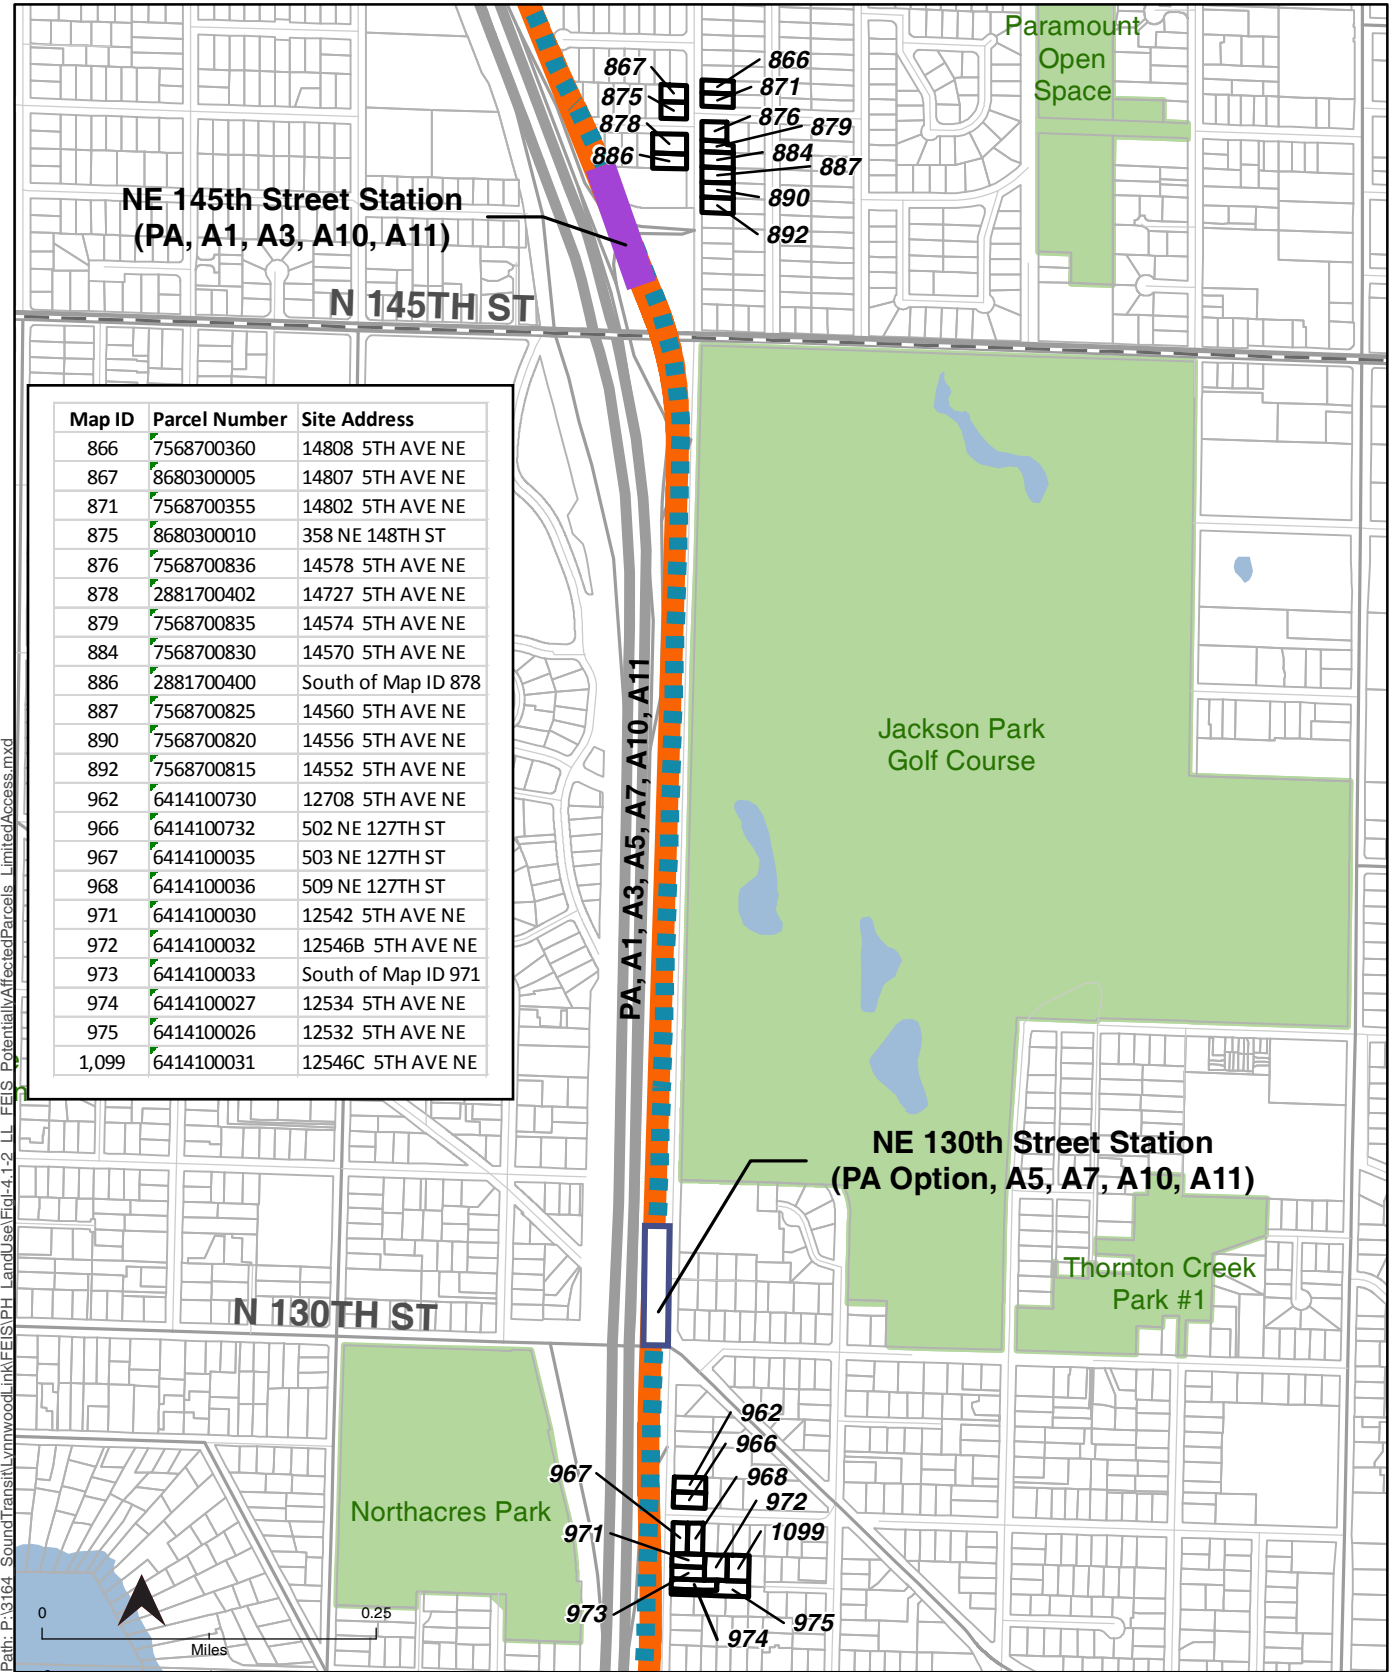 Paramount
Open
Space
867
866
875
871
878
876
879
886
884
887
890
892
NE 145th Street Station
(PA, A1, A3, A10, A11)
N 145TH ST
Map ID Parcel Number Site Address
866 7568700360 14808 5TH AVE NE
867 8680300005 14807 5TH AVE NE
871 7568700355 14802 5TH AVE NE
875 8680300010 358 NE 148TH ST
876 7568700836 14578 5TH AVE NE
878 2881700402 14727 5TH AVE NE
879 7568700835 14574 5TH AVE NE
884 7568700830 14570 5TH AVE NE
886 2881700400 South of Map ID 878
887 7568700825 14560 5TH AVE NE
890 7568700820 14556 5TH AVE NE
892 7568700815 14552 5TH AVE NE
962 6414100730 12708 5TH AVE NE
966 6414100732 502 NE 127TH ST
967 6414100035 503 NE 127TH ST
968 6414100036 509 NE 127TH ST
971 6414100030 12542 5TH AVE NE
972 6414100032 12546B 5TH AVE NE
973 6414100033 South of Map ID 971
974 6414100027 12534 5TH AVE NE
975 6414100026 12532 5TH AVE NE
1,099 6414100031 12546C 5TH AVE NE
PA, A1, A3, A5, A7, A10, A11
Jackson Park
Golf Course
NE 130th Street Station
(PA Option, A5, A7, A10, A11)
Thornton Creek
Park #1
N 130TH ST
Northacres Park
962
966
967
968
972
971
1099
973
975
974
0 0.25
Miles
Path: P:\3164_SoundTransit\LynnwoodLink\FEIS\PH_LandUse\FigI-4.1-2_LL_FEIS_PotentiallyAffectedParcels_LimitedAccess.mxd